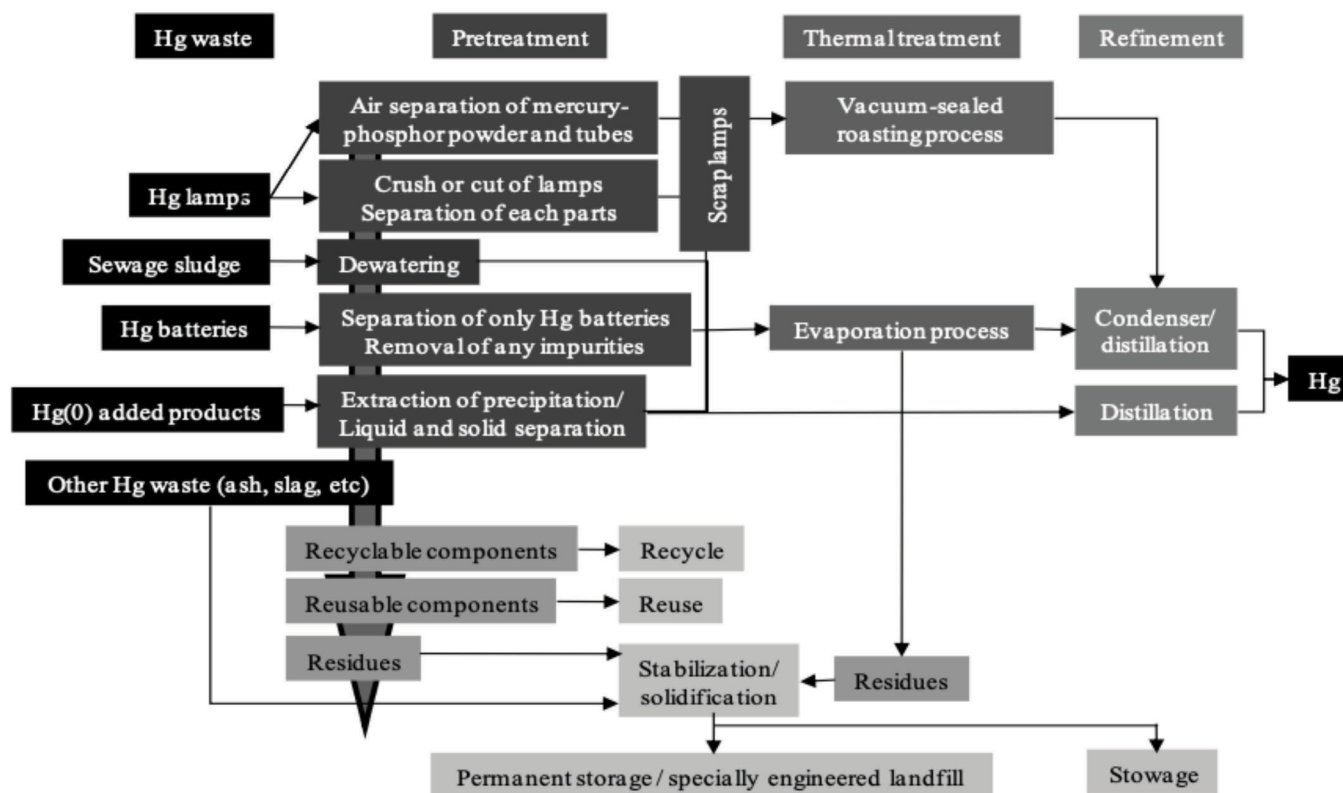 Hg waste
Pretreatment
Thermal treatment
Refinement
Air separation of mercury-
phosphor powder and tubes
Scrap lamps
Vacuum-sealed
roasting process
Hg lamps
Crush or cut of lamps
Separation of each parts
Sewage sludge
Dewatering
Hg batteries
Separation of only Hg batteries
Removal of any impurities
Evaporation process
Condenser/
distillation
Hg
Hg(0) added products
Extraction of precipitation/
Liquid and solid separation
Distillation
Other Hg waste (ash, slag, etc)
Recyclable components
Recycle
Reusable components
Reuse
Residues
Stabilization/
solidification
Residues
Permanent storage / specially engineered landfill
Stowage